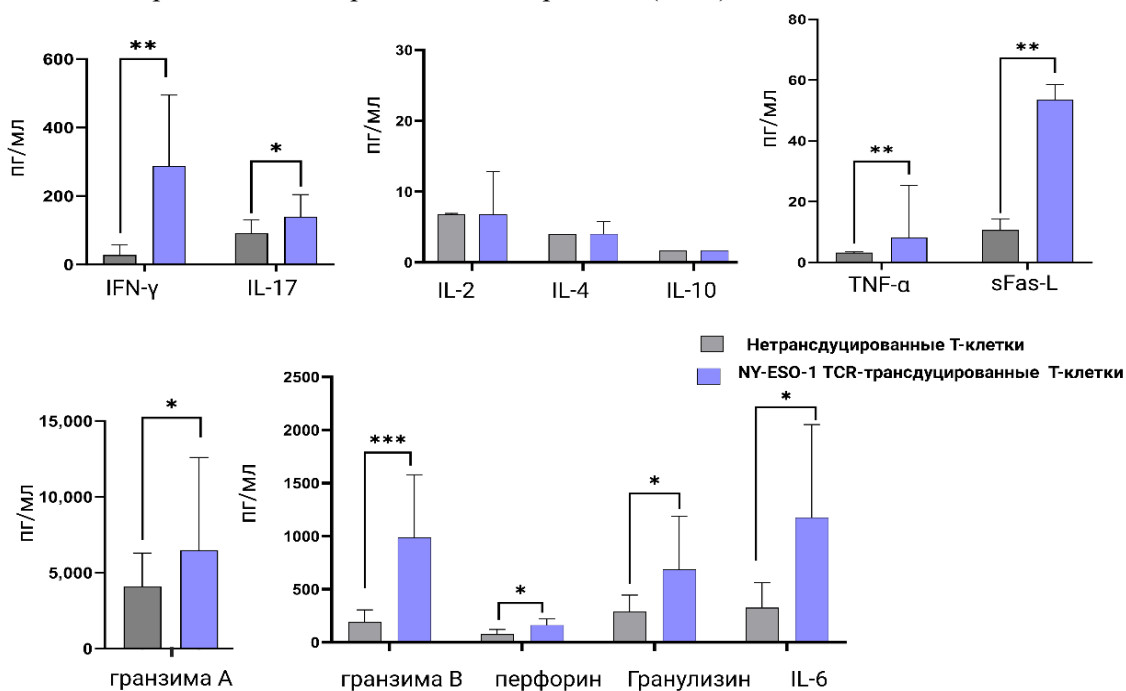 600
400
200
0
пг/мл
**
*
IFN-γ
IL-17
30
20
10
0
пг/мл
IL-2
IL-4
IL-10
80
60
40
20
0
пг/мл
**
**
TNF-α
sFas-L
Нетрансдуцированные Т-клетки
NY-ESO-1 TCR-трансдуцированные Т-клетки
15,000
10,000
5,000
0
пг/мл
*
гранзима А
2500
2000
1500
1000
500
0
пг/мл
***
*
*
*
гранзима В
перфорин
Гранулизин
IL-6